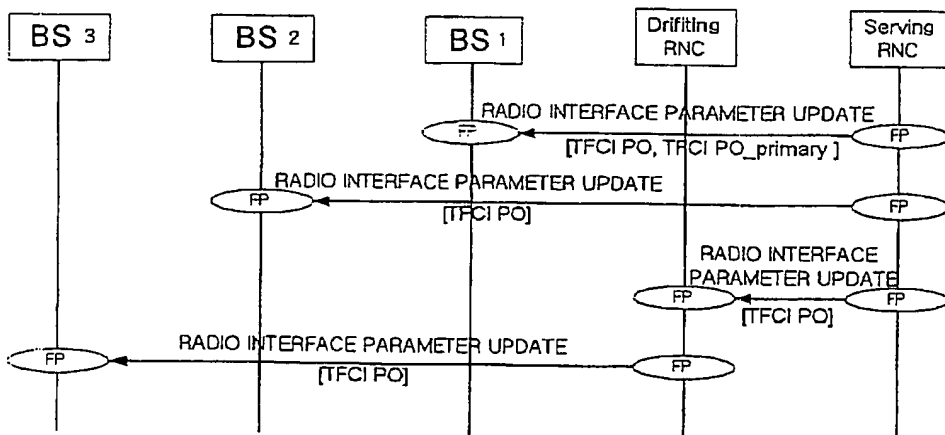 BS 3
BS 2
BS 1
Drifiting
RNC
Serving
RNC
RADIO INTERFACE PARAMETER UPDATE
FP
FP
[TFCI PO, TFCI PO_primary ]
RADIO INTERFACE PARAMETER UPDATE
FP
FP
[TFCI PO]
RADIO INTERFACE
PARAMETER UPDATE
FP
FP
[TFCI PO]
RADIO INTERFACE PARAMETER UPDATE
FP
FP
[TFCI PO]